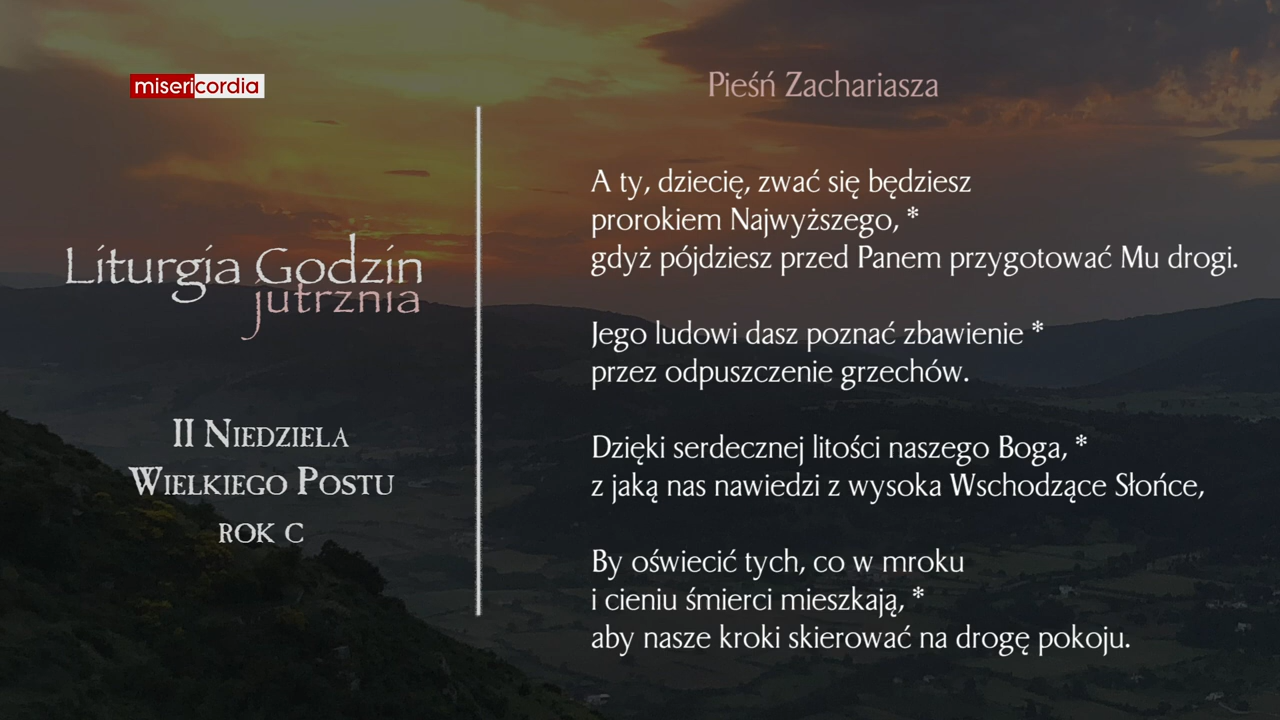 misericordia
Liturgia Godzin
jutrznia
II Niedziela
Wielkiego Postu
rok C
Pieśń Zachariasza
A ty, dziecię, zwać się będziesz
prorokiem Najwyższego, *
gdyż pójdziesz przed Panem przygotować Mu drogi.
Jego ludowi dasz poznać zbawienie *
przez odpuszczenie grzechów.
Dzięki serdecznej litości naszego Boga, *
z jaką nas nawiedzi z wysoka Wschodzące Słońce,
By oświecić tych, co w mroku
i cieniu śmierci mieszkają, *
aby nasze kroki skierować na drogę pokoju.